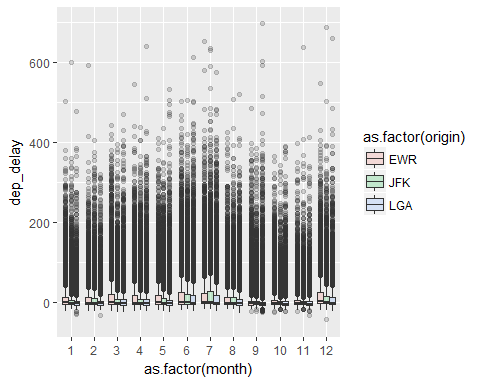 600
400
200
0
dep_delay
1 2 3 4 5 6 7 8 9 10 11 12
as.factor(month)
as.factor(origin)
EWR
JFK
LGA